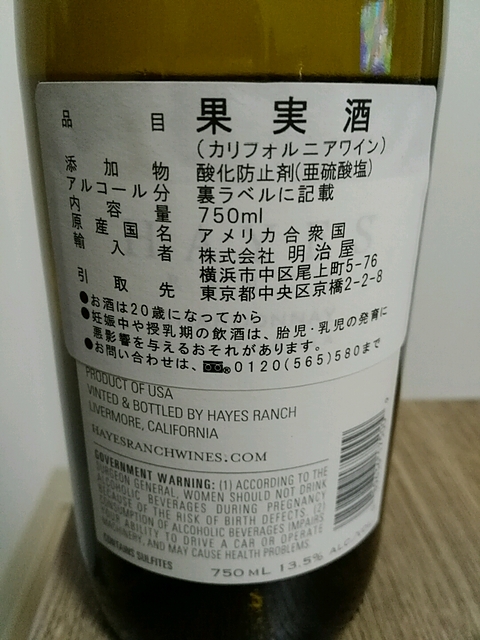 品目 果実酒
（カリフォルニアワイン）
添加物 酸化防止剤(亜硫酸塩)
アルコール分 裏ラベルに記載
内容量 750ml
原産国名 アメリカ合衆国
輸入者 株式会社 明治屋
横浜市中区尾上町5-76
引取先 東京都中央区京橋2-2-8
●お酒は20歳になってから
●妊娠中や授乳期の飲酒は、胎児・乳児の発育に
悪影響を与えるおそれがあります。
●お問い合わせは、0120(565)580まで
PRODUCT OF USA
VINTED & BOTTLED BY HAYES RANCH
LIVERMORE, CALIFORNIA
HAYESRANCHWINES.COM
GOVERNMENT WARNING: (1) ACCORDING TO THE
SURGEON GENERAL, WOMEN SHOULD NOT DRINK
ALCOHOLIC BEVERAGES DURING PREGNANCY
BECAUSE OF THE RISK OF BIRTH DEFECTS. (2)
CONSUMPTION OF ALCOHOLIC BEVERAGES IMPAIRS
YOUR ABILITY TO DRIVE A CAR OR OPERATE
MACHINERY, AND MAY CAUSE HEALTH PROBLEMS.
CONTAINS SULFITES
750 ML 13.5% ALC./VOL.